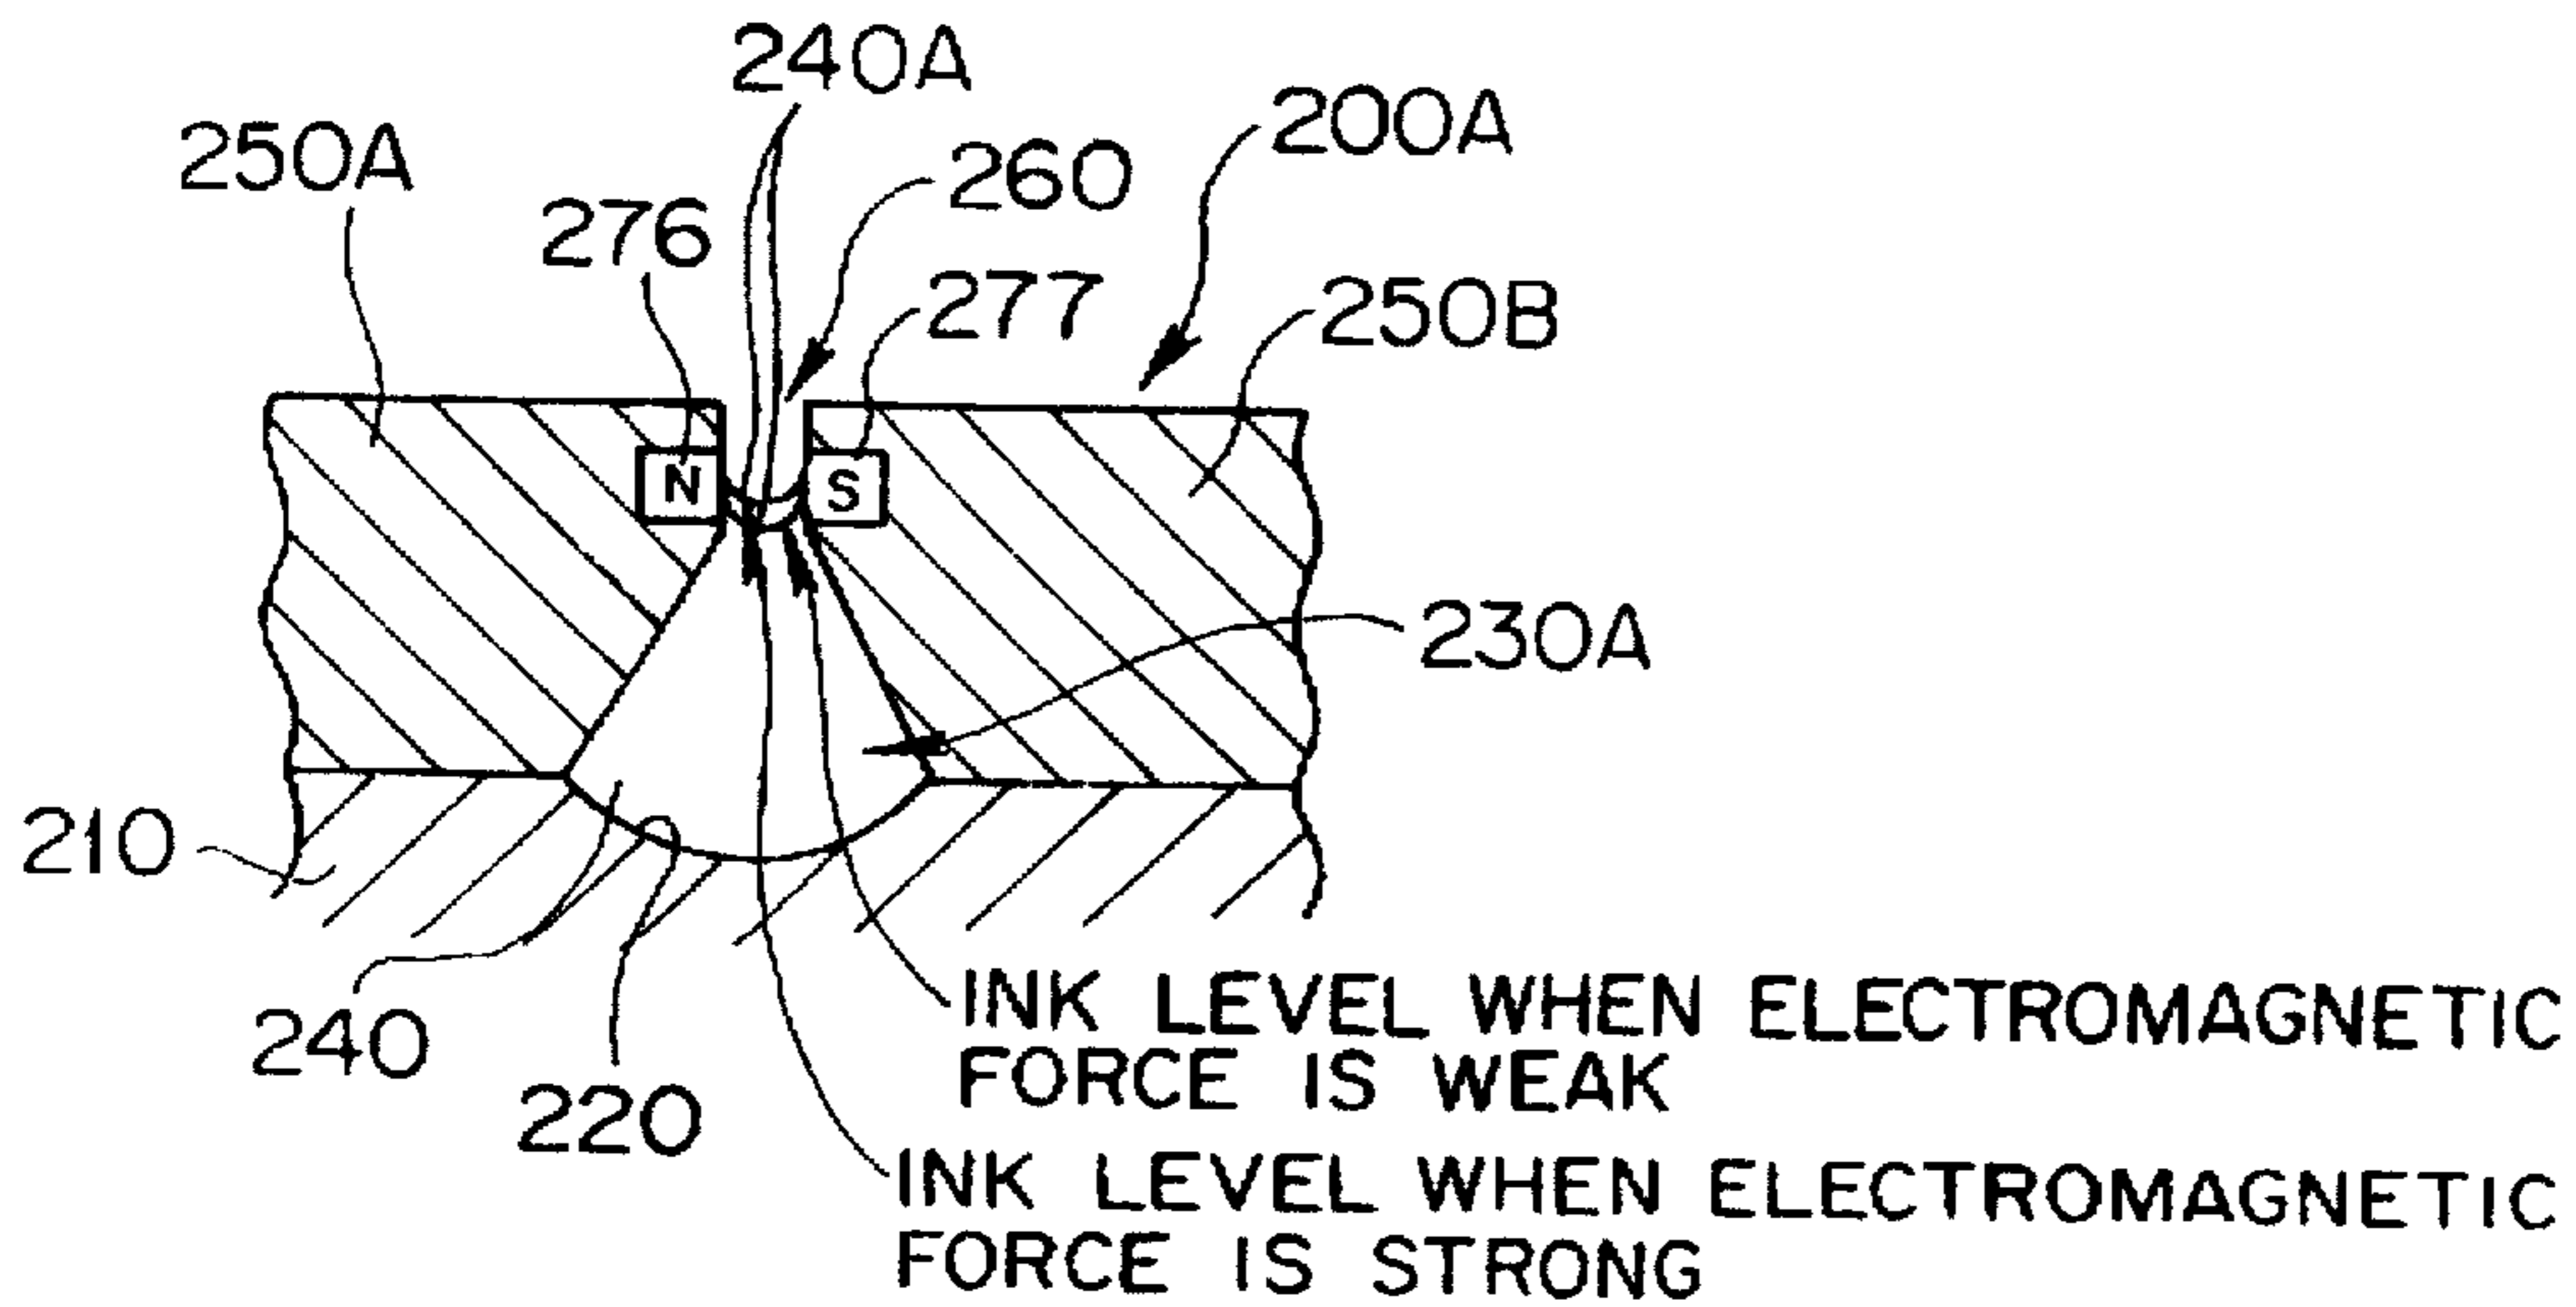 240A
200A
250A
260
276
277
250B
N
S
230A
210
240
220
INK LEVEL WHEN ELECTROMAGNETIC
FORCE IS WEAK
INK LEVEL WHEN ELECTROMAGNETIC
FORCE IS STRONG